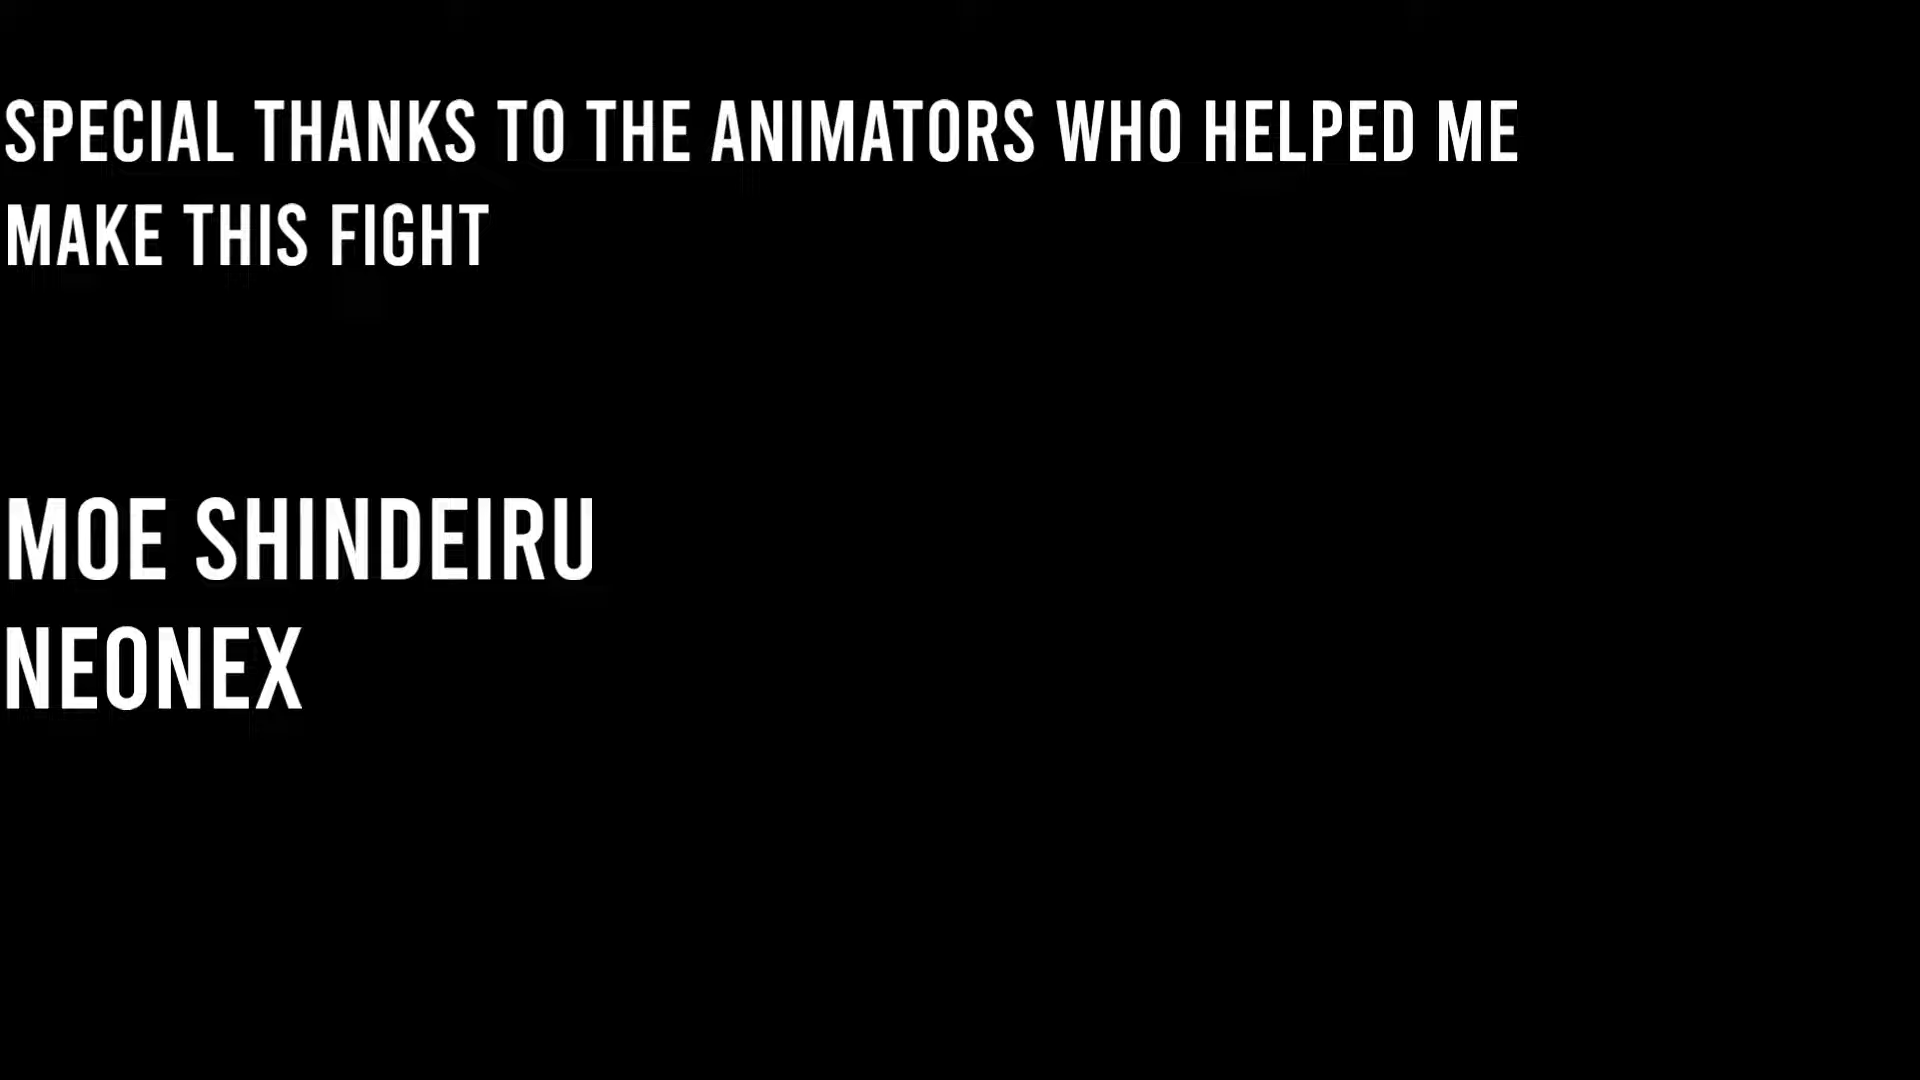 SPECIAL THANKS TO THE ANIMATORS WHO HELPED ME
MAKE THIS FIGHT
MOE SHINDEIRU
NEONEX